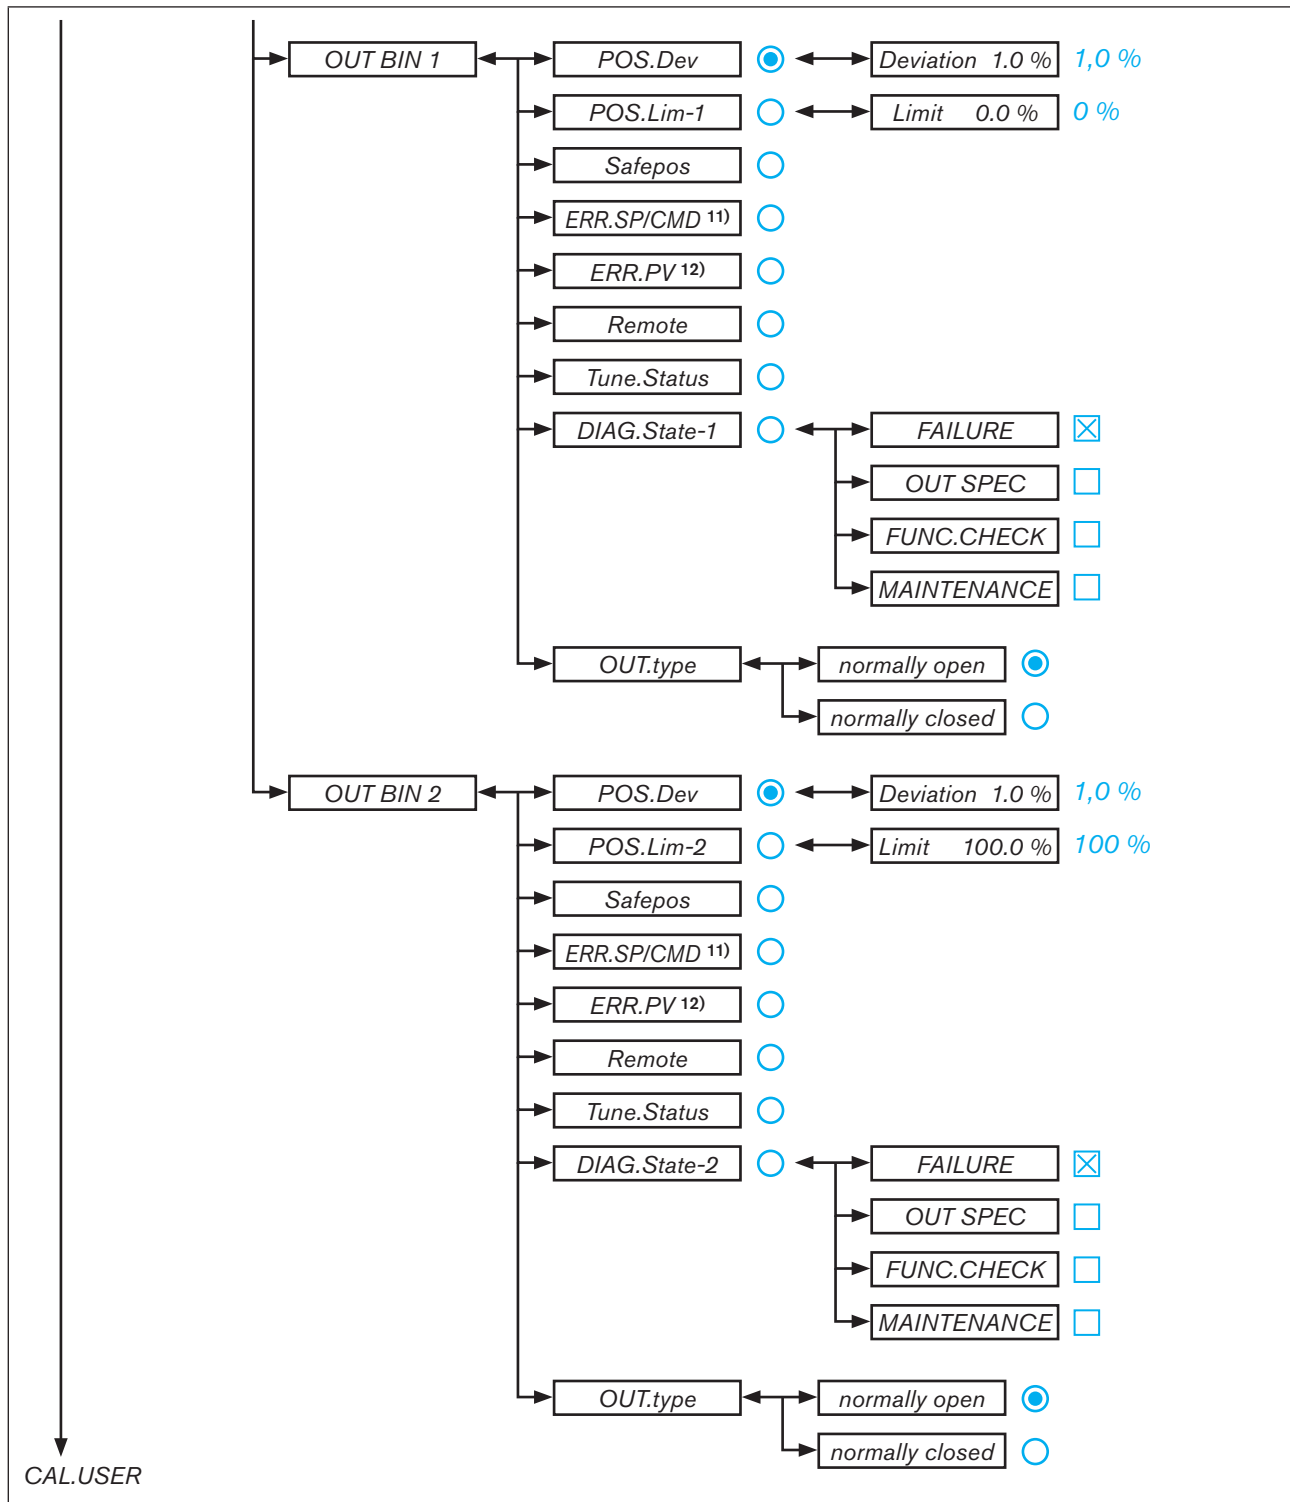 OUT BIN 1 POS.Dev Deviation 1.0 % 1,0 %
POS.Lim-1 Limit 0.0 % 0 %
Safepos
ERR.SP/CMD 11)
ERR.PV 12)
Remote
Tune.Status
DIAG.State-1 FAILURE
OUT SPEC
FUNC.CHECK
MAINTENANCE
OUT.type normally open
normally closed
OUT BIN 2 POS.Dev Deviation 1.0 % 1,0 %
POS.Lim-2 Limit 100.0 % 100 %
Safepos
ERR.SP/CMD 11)
ERR.PV 12)
Remote
Tune.Status
DIAG.State-2 FAILURE
OUT SPEC
FUNC.CHECK
MAINTENANCE
OUT.type normally open
normally closed
CAL.USER